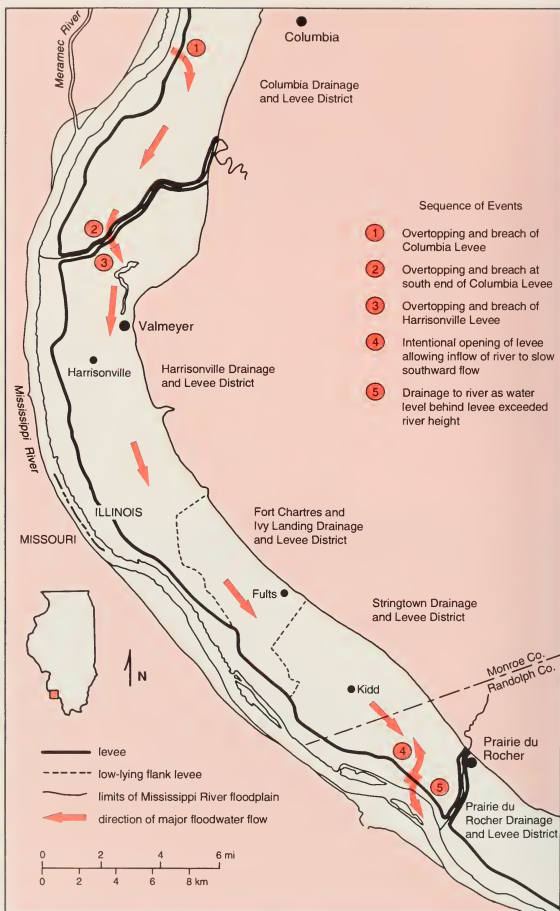 Meramec River
Columbia
1
Columbia Drainage
and Levee District
Sequence of Events
1 Overtopping and breach of
Columbia Levee
2 Overtopping and breach at
south end of Columbia Levee
3 Overtopping and breach of
Harrisonville Levee
4 Intentional opening of levee
allowing inflow of river to slow
southward flow
5 Drainage to river as water
level behind levee exceeded
river height
2
3
Valmeyer
Harrisonville
Harrisonville Drainage
and Levee District
Mississippi River
ILLINOIS
MISSOURI
Fort Chartres and
Ivy Landing Drainage
and Levee District
Fults
Stringtown Drainage
and Levee District
Monroe Co.
Randolph Co.
Kidd
N
4
5
Prairie du
Rocher
Prairie du
Rocher Drainage
and Levee District
levee
low-lying flank levee
limits of Mississippi River floodplain
direction of major floodwater flow
0 2 4 6 mi
0 2 4 6 8 km